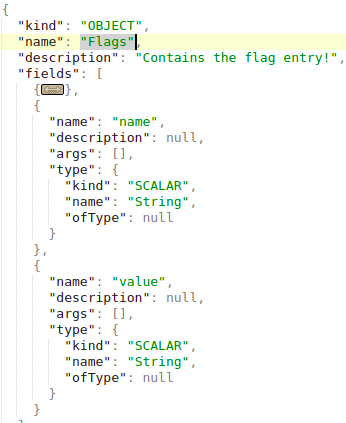 {
"kind": "OBJECT",
"name": "Flags",
"description": "Contains the flag entry!",
"fields": [
{↔},
{
"name": "name",
"description": null,
"args": [],
"type": {
"kind": "SCALAR",
"name": "String",
"ofType": null
}
},
{
"name": "value",
"description": null,
"args": [],
"type": {
"kind": "SCALAR",
"name": "String",
"ofType": null
}
}